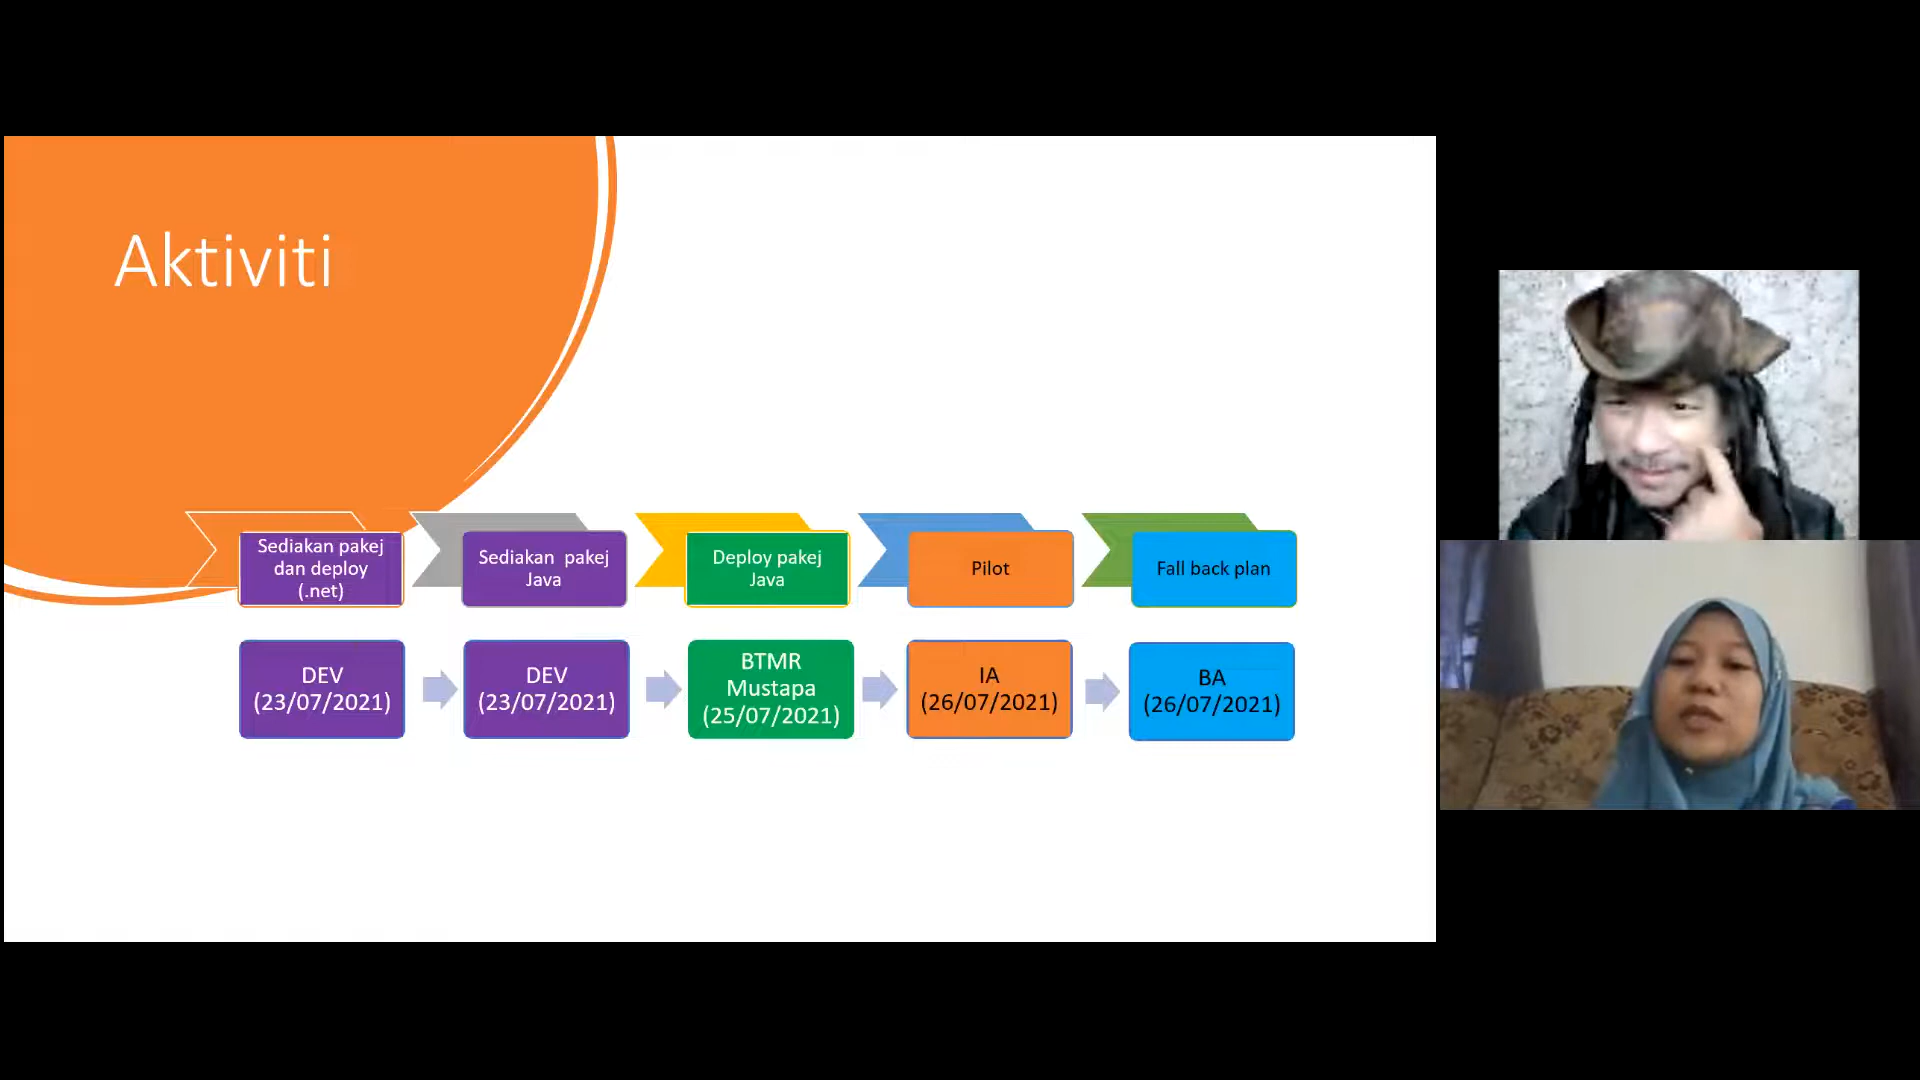 Aktiviti
Sediakan pakej
dan deploy
(.net)
Sediakan pakej
Java
Deploy pakej
Java
Pilot
Fall back plan
DEV
(23/07/2021)
DEV
(23/07/2021)
BTMR
Mustapa
(25/07/2021)
IA
(26/07/2021)
BA
(26/07/2021)